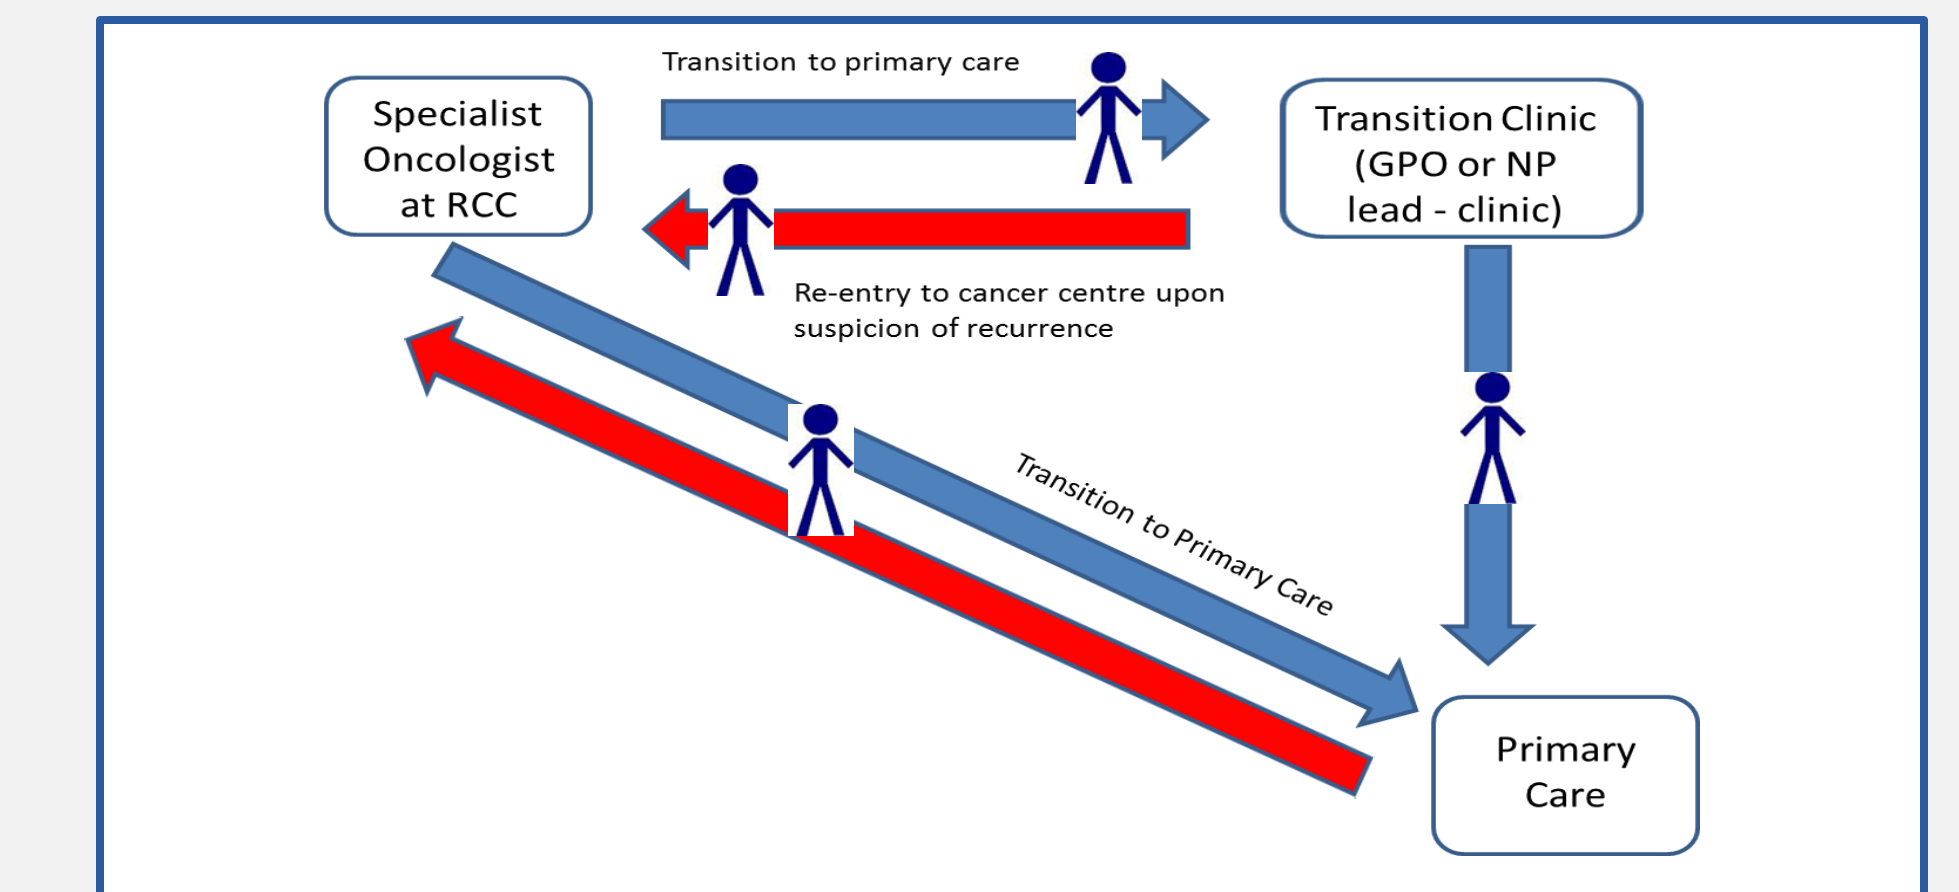 Transition to primary care
Specialist
Oncologist
at RCC
Transition Clinic
(GPO or NP
lead - clinic)
Re-entry to cancer centre upon
suspicion of recurrence
Transition to Primary Care
Primary
Care